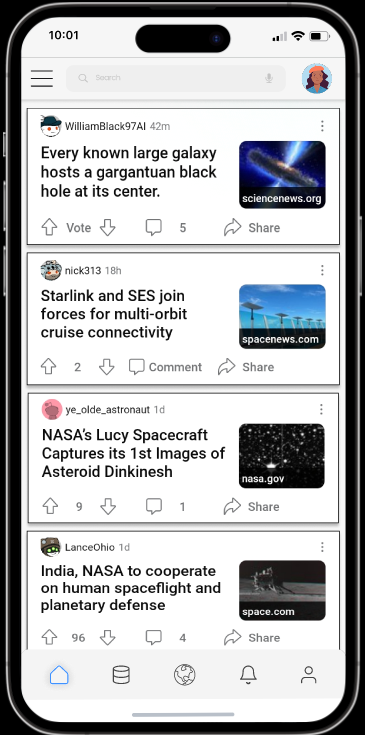 10:01
Search
WilliamBlack97AI 42m
Every known large galaxy
hosts a gargantuan black
hole at its center.
sciencenews.org
Vote 5 Share
nick313 18h
Starlink and SES join
forces for multi-orbit
cruise connectivity
spacenews.com
2 Comment Share
ye_olde_astronaut 1d
NASA's Lucy Spacecraft
Captures its 1st Images of
Asteroid Dinkinesh
nasa.gov
9 1 Share
LanceOhio 1d
India, NASA to cooperate
on human spaceflight and
planetary defense
space.com
96 4 Share